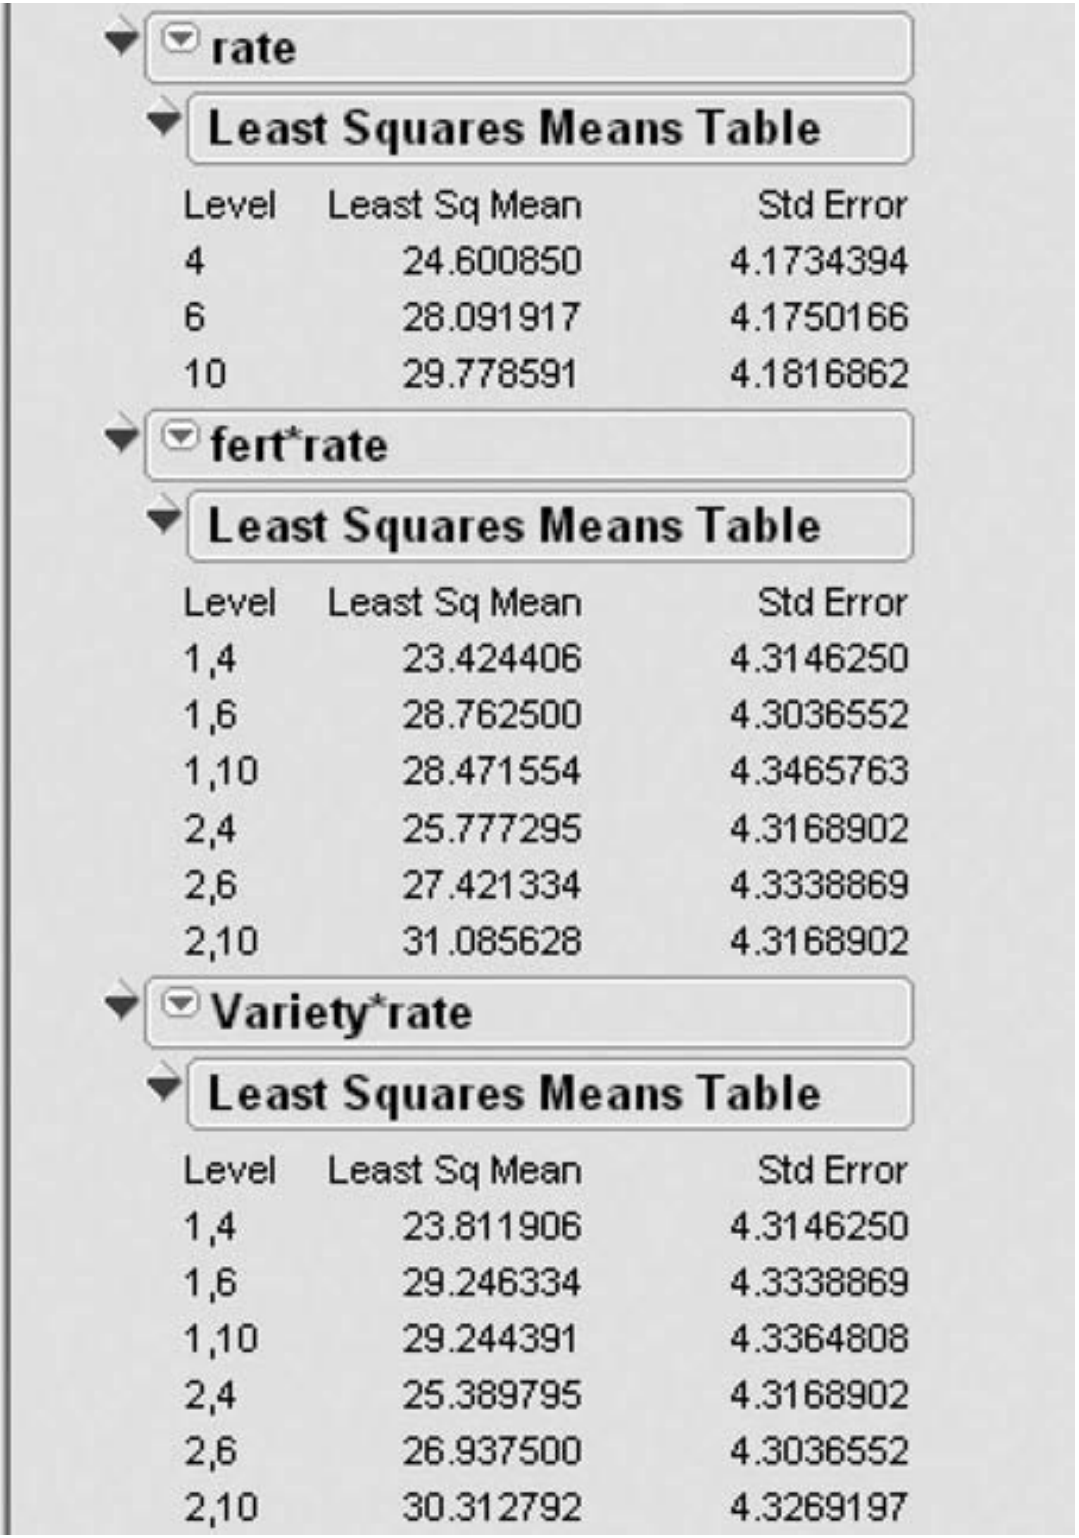 rate
Least Squares Means Table
Level Least Sq Mean Std Error
4 24.600850 4.1734394
6 28.091917 4.1750166
10 29.778591 4.1816862
fert*rate
Least Squares Means Table
Level Least Sq Mean Std Error
1,4 23.424406 4.3146250
1,6 28.762500 4.3036552
1,10 28.471554 4.3465763
2,4 25.777295 4.3168902
2,6 27.421334 4.3338869
2,10 31.085628 4.3168902
Variety*rate
Least Squares Means Table
Level Least Sq Mean Std Error
1,4 23.811906 4.3146250
1,6 29.246334 4.3338869
1,10 29.244391 4.3364808
2,4 25.389795 4.3168902
2,6 26.937500 4.3036552
2,10 30.312792 4.3269197